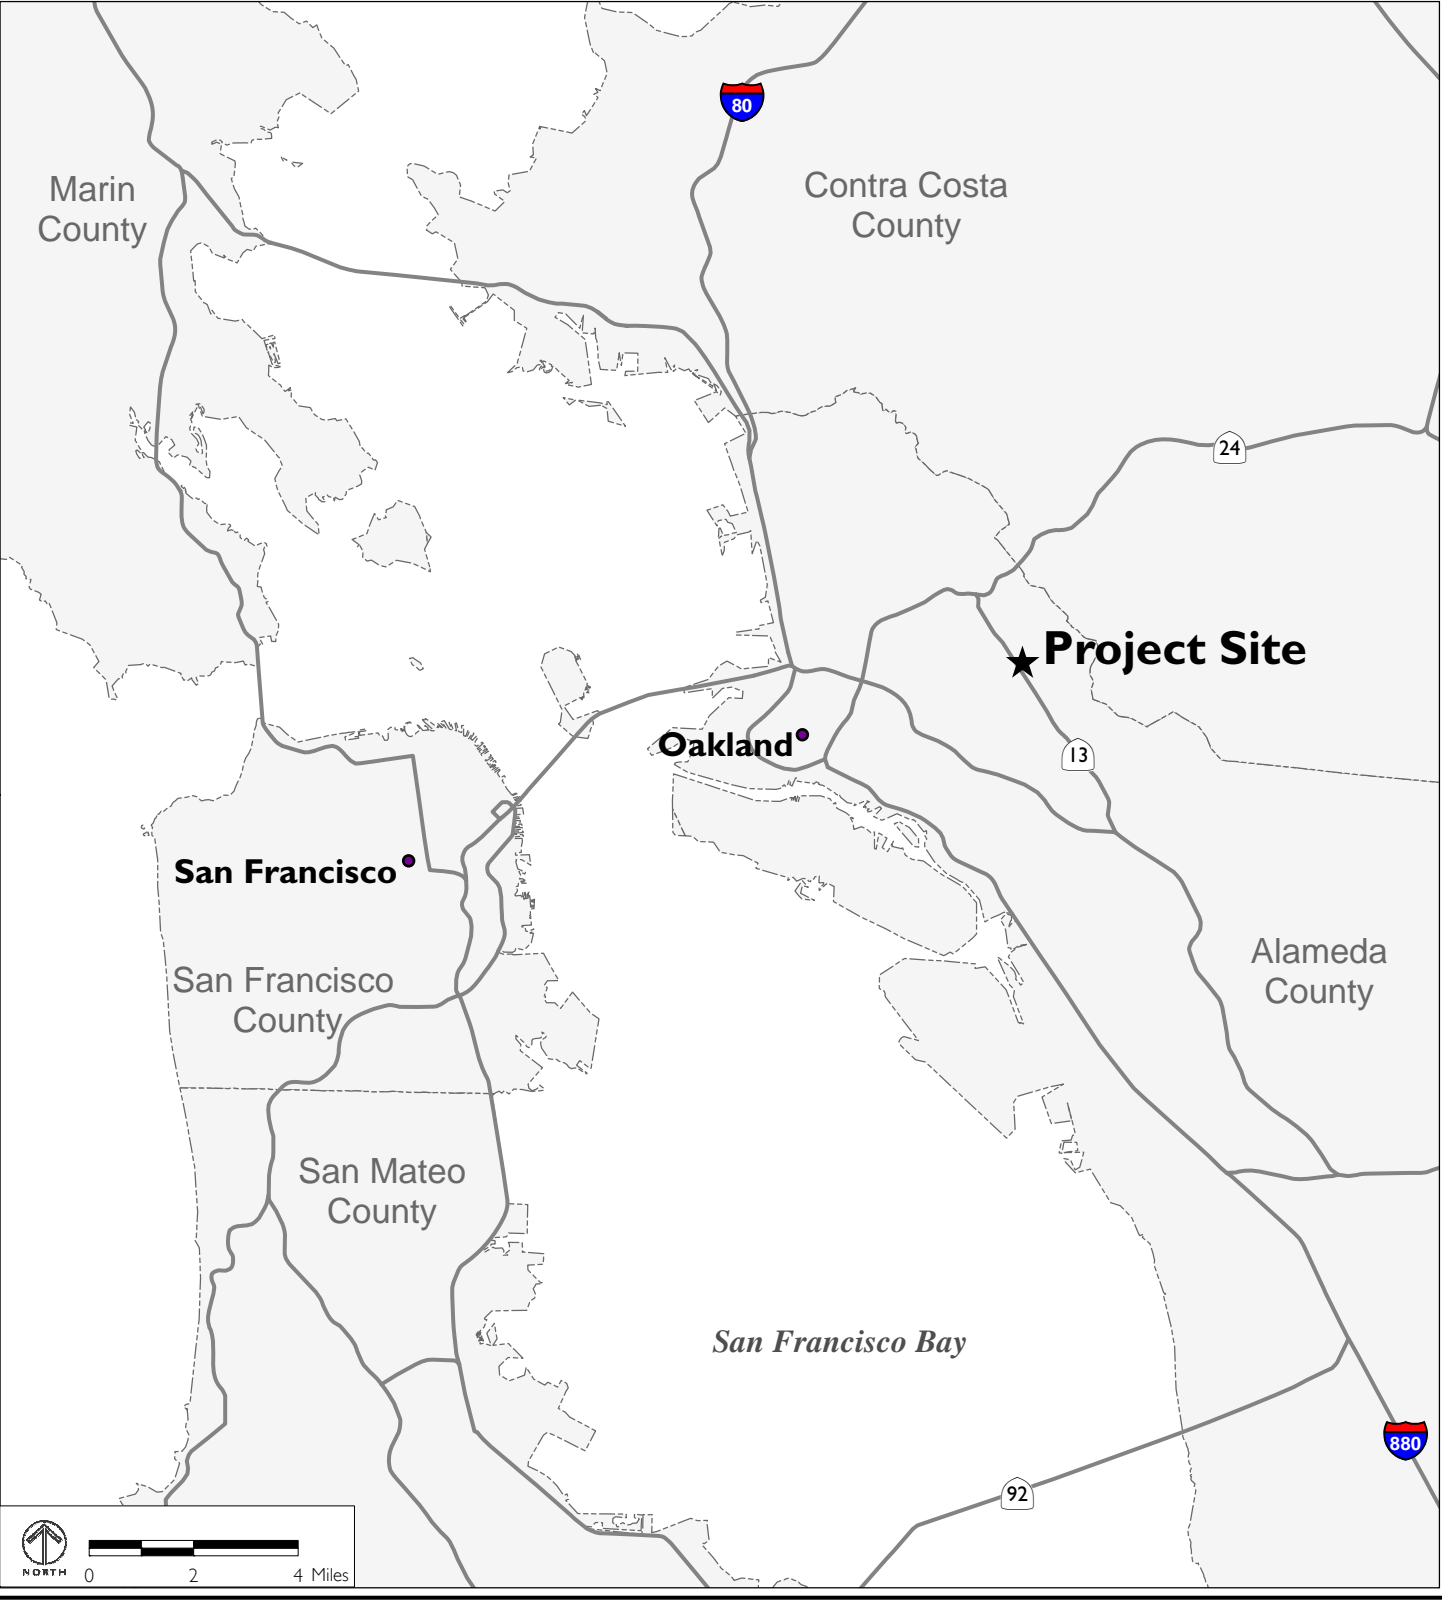 80
Marin
County
Contra Costa
County
24
Project Site
Oakland
13
San Francisco
Alameda
County
San Francisco
County
San Mateo
County
San Francisco Bay
880
92
NORTH
0 2 4 Miles